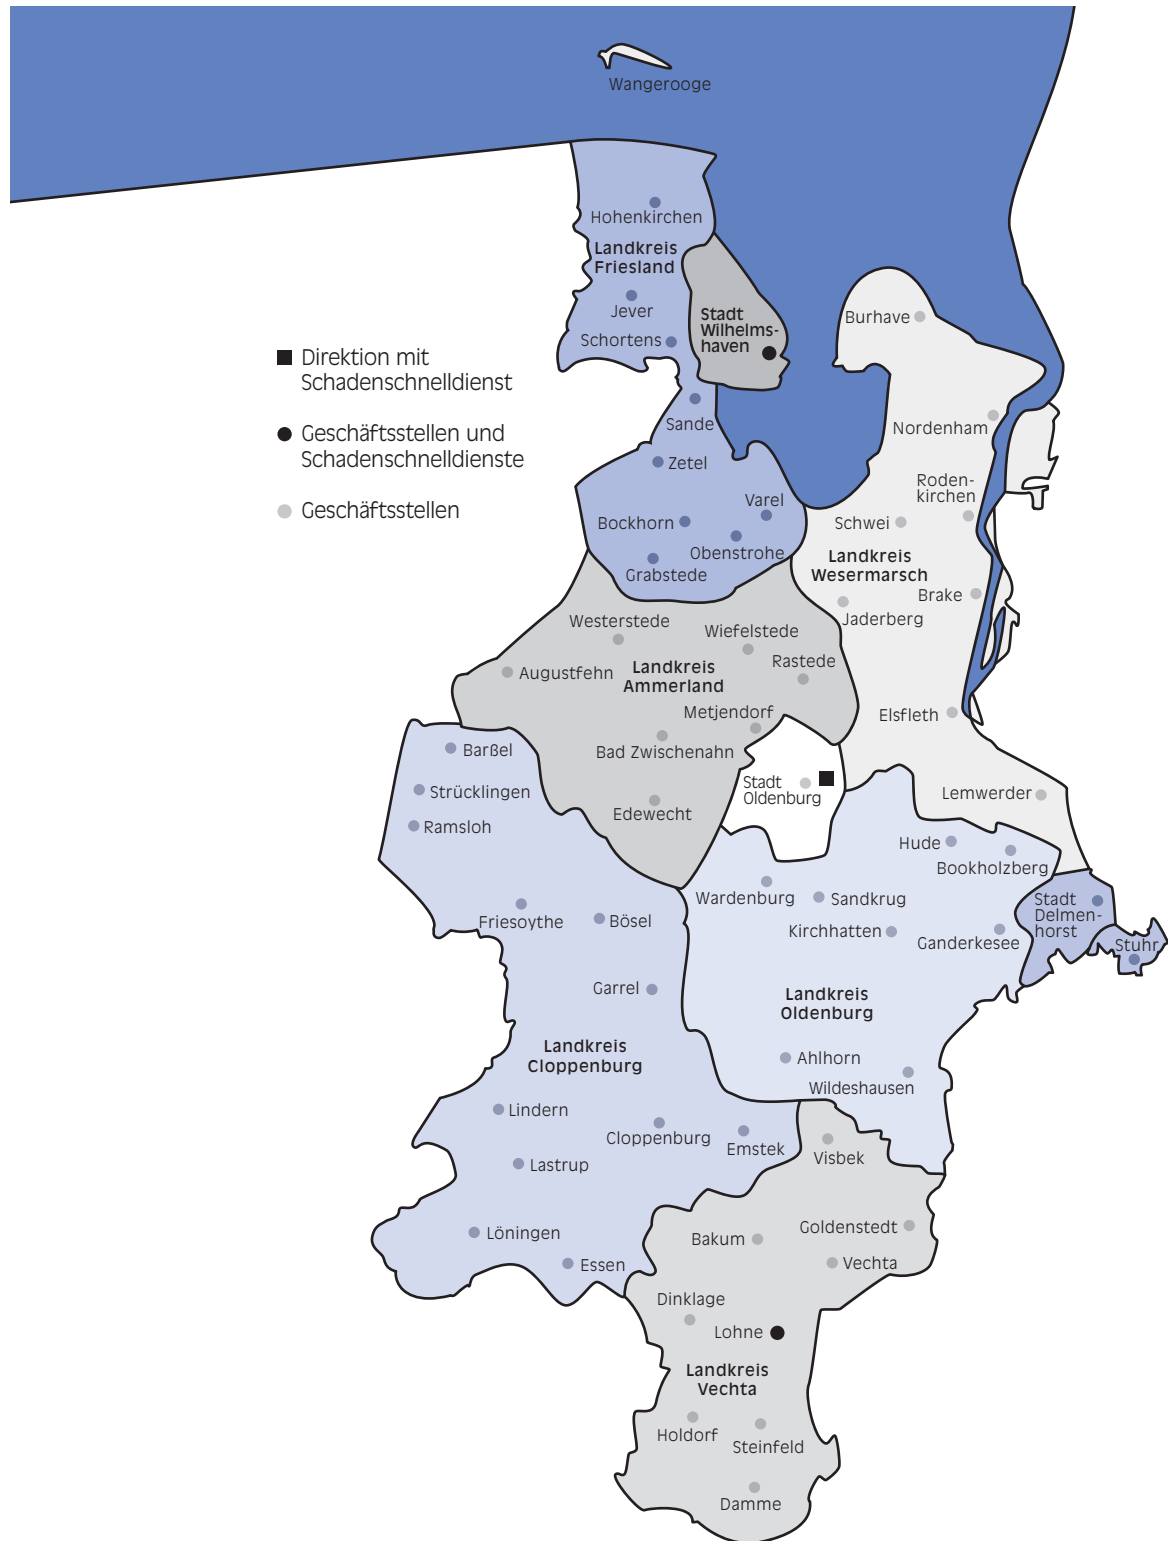 Wangerooge
Hohenkirchen
Landkreis
Friesland
Jever
Schortens
Stadt
Wilhelms-
haven
Burhave
Direktion mit
Schadenschnelldienst
Geschäftsstellen und
Schadenschnelldienste
Geschäftsstellen
Sande
Nordenham
Zetel
Roden-
kirchen
Varel
Bockhorn
Schwei
Obenstrohe
Grabstede
Landkreis
Wesermarsch
Brake
Jaderberg
Westerstede
Wiefelstede
Augustfehn
Landkreis
Ammerland
Rastede
Metjendorf
Elsfleth
Bad Zwischenahn
Barßel
Strücklingen
Ramsloh
Edewecht
Stadt
Oldenburg
Lemwerder
Hude
Bookholzberg
Wardenburg
Sandkrug
Stadt
Delmen-
horst
Friesoythe
Bösel
Kirchhatten
Ganderkesee
Stuhr
Garrel
Landkreis
Oldenburg
Landkreis
Cloppenburg
Ahlhorn
Wildeshausen
Lindern
Cloppenburg
Emstek
Visbek
Lastrup
Löningen
Essen
Bakum
Goldenstedt
Vechta
Dinklage
Lohne
Landkreis
Vechta
Holdorf
Steinfeld
Damme